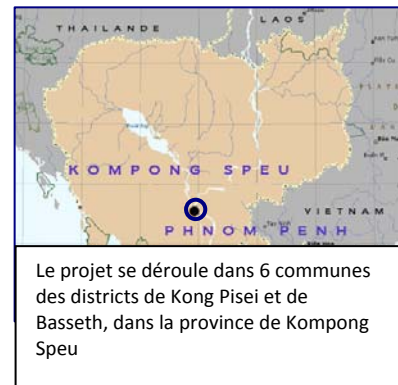 THAILANDE
LAOS
KOMPONG SPEU
VIETNAM
PHNOM PENH
Le projet se déroule dans 6 communes
des districts de Kong Pisei et de
Basseth, dans la province de Kompong
Speu